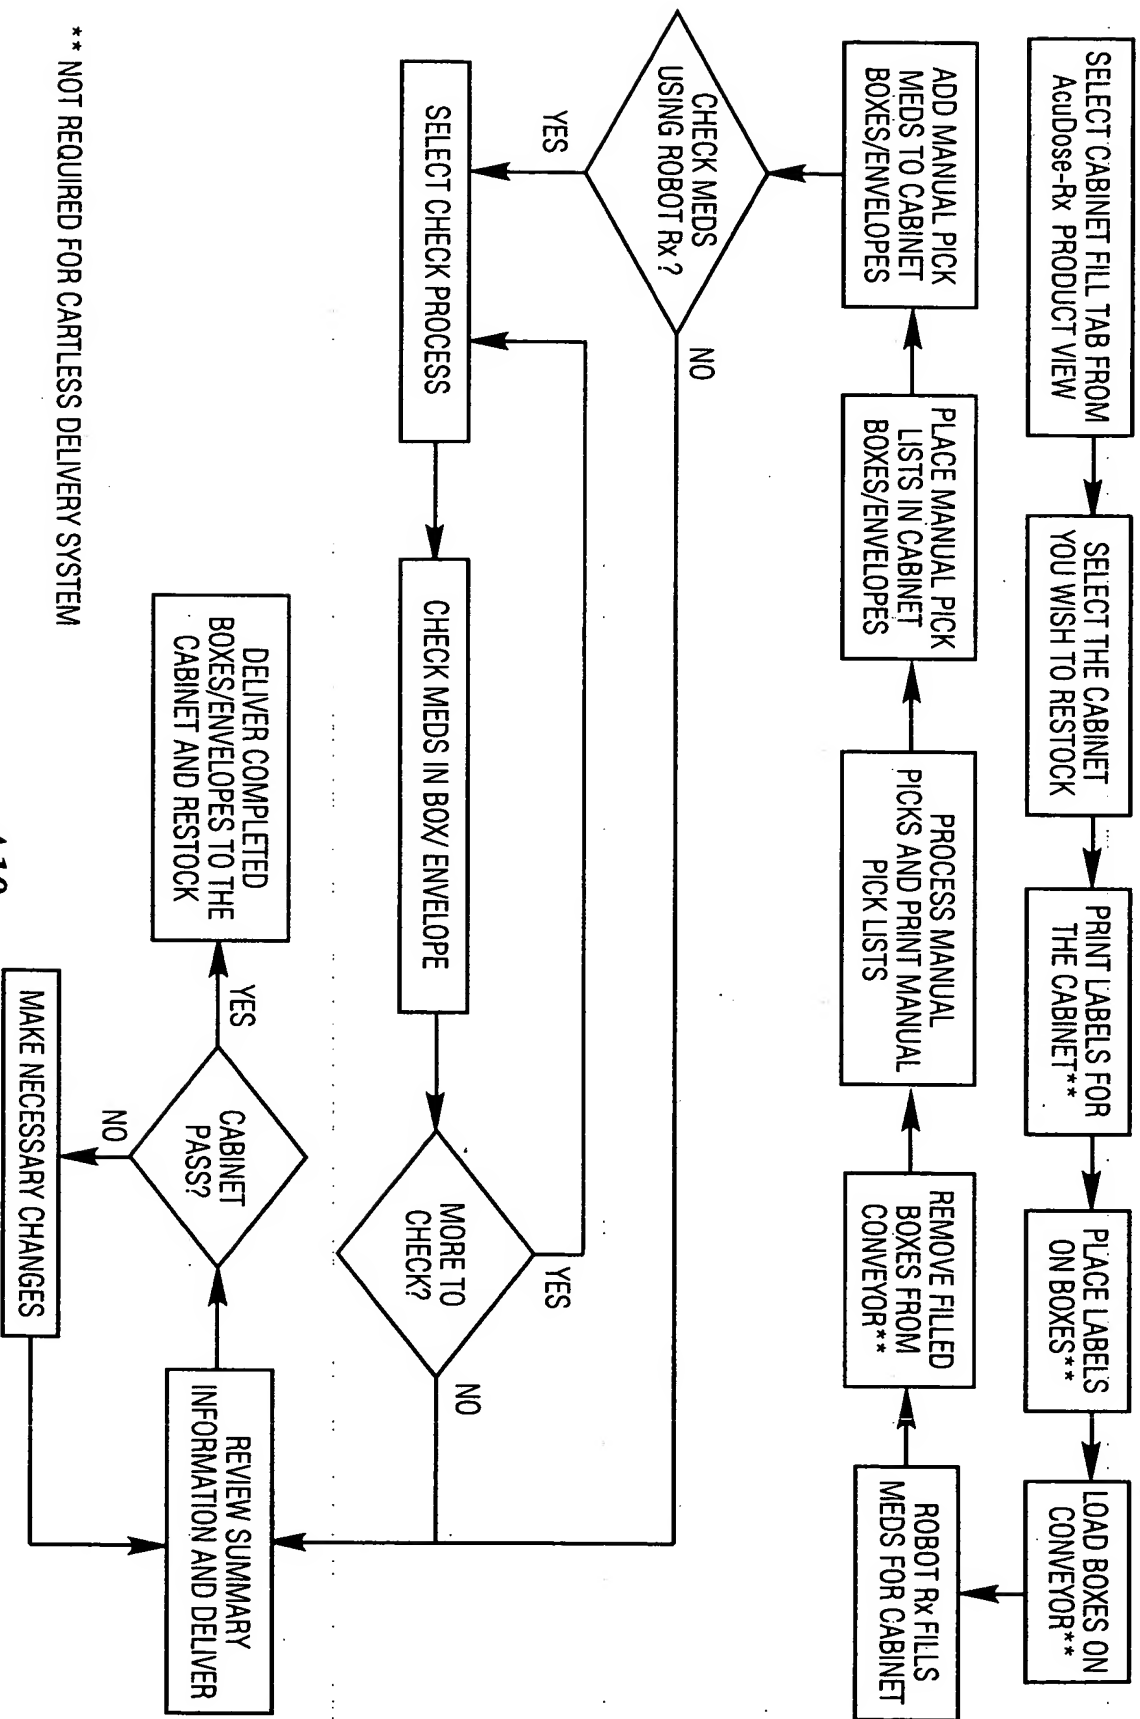 SELECT CABINET FILL TAB FROM
AcuDose-Rx PRODUCT VIEW
SELECT THE CABINET
YOU WISH TO RESTOCK
PRINT LABELS FOR
THE CABINET**
PLACE LABELS
ON BOXES**
LOAD BOXES ON
CONVEYOR**
ADD MANUAL PICK
MEDS TO CABINET
BOXES/ENVELOPES
PLACE MANUAL PICK
LISTS IN CABINET
BOXES/ENVELOPES
PROCESS MANUAL
PICKS AND PRINT MANUAL
PICK LISTS
REMOVE FILLED
BOXES FROM
CONVEYOR**
ROBOT Rx FILLS
MEDS FOR CABINET
CHECK MEDS
USING ROBOT Rx?
NO
YES
SELECT CHECK PROCESS
CHECK MEDS IN BOX/ ENVELOPE
MORE TO
CHECK?
YES
NO
DELIVER COMPLETED
BOXES/ENVELOPES TO THE
CABINET AND RESTOCK
YES
CABINET
PASS?
NO
REVIEW SUMMARY
INFORMATION AND DELIVER
MAKE NECESSARY CHANGES
** NOT REQUIRED FOR CARTLESS DELIVERY SYSTEM